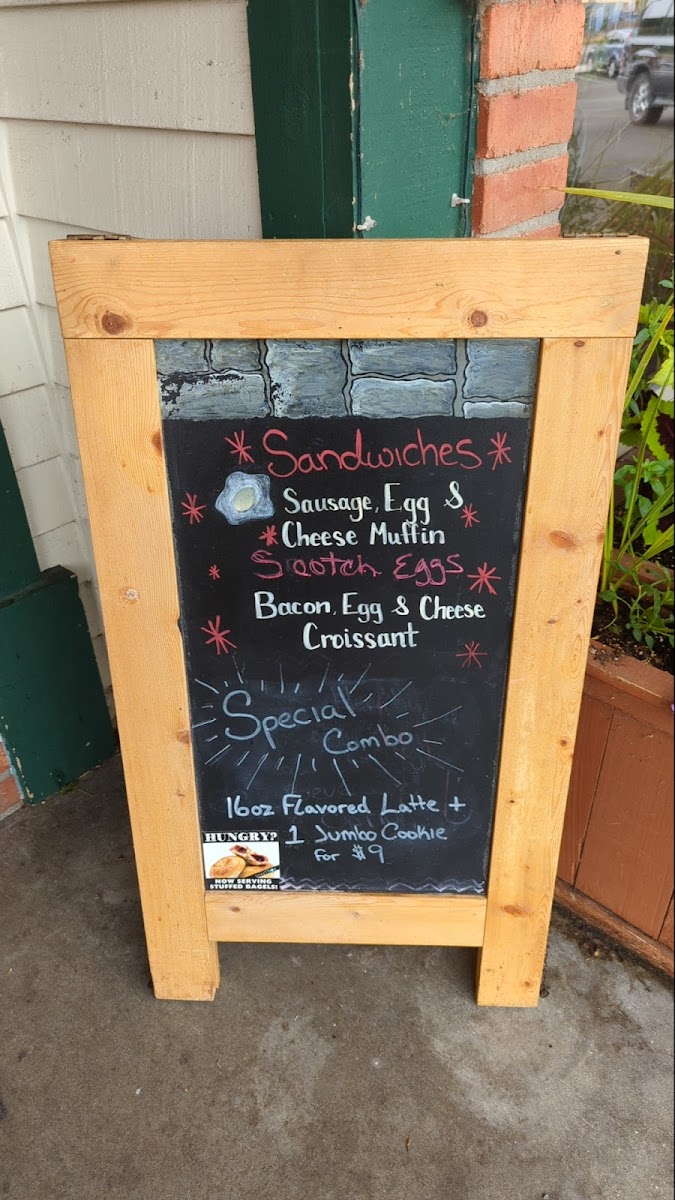 Sandwiches
Sausage, Egg &
Cheese Muffin
Scotch Eggs
Bacon, Egg & Cheese
Croissant
Special
Combo
16oz Flavored Latte +
1 Jumbo Cookie
For $9
HUNGRY?
NOW SERVING
STUFFED BAGELS!